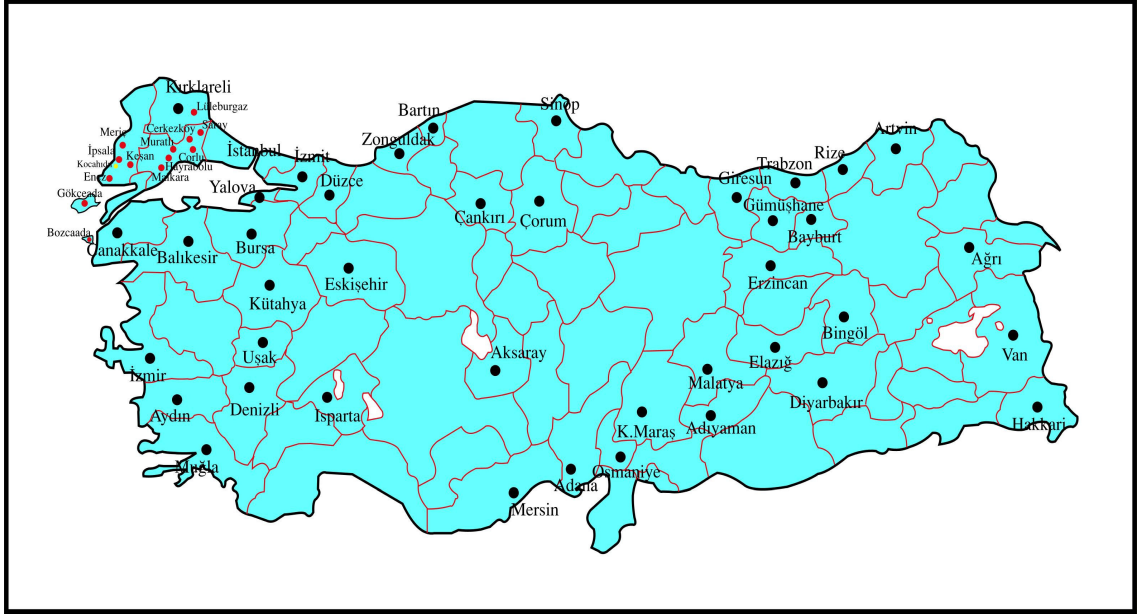 Kırklareli
Lüleburgaz
Saray
Çerkezköy
Meriç
Muratlı
İpsala
Keşan
Çorlu
Kocahıdır
Hayrabolu
Enez
Malkara
Gökçeada
Bozcaada
Çanakkale
İstanbul
İzmit
Yalova
Düzce
Bartın
Zonguldak
Sinop
Artvin
Rize
Trabzon
Giresun
Gümüşhane
Bayburt
Çankırı
Çorum
Balıkesir
Bursa
Eskişehir
Kütahya
Erzincan
Ağrı
Bingöl
Van
Uşak
Aksaray
Elazığ
İzmir
Malatya
Aydın
Denizli
Isparta
Diyarbakır
K.Maraş
Adıyaman
Hakkari
Muğla
Osmaniye
Adana
Mersin